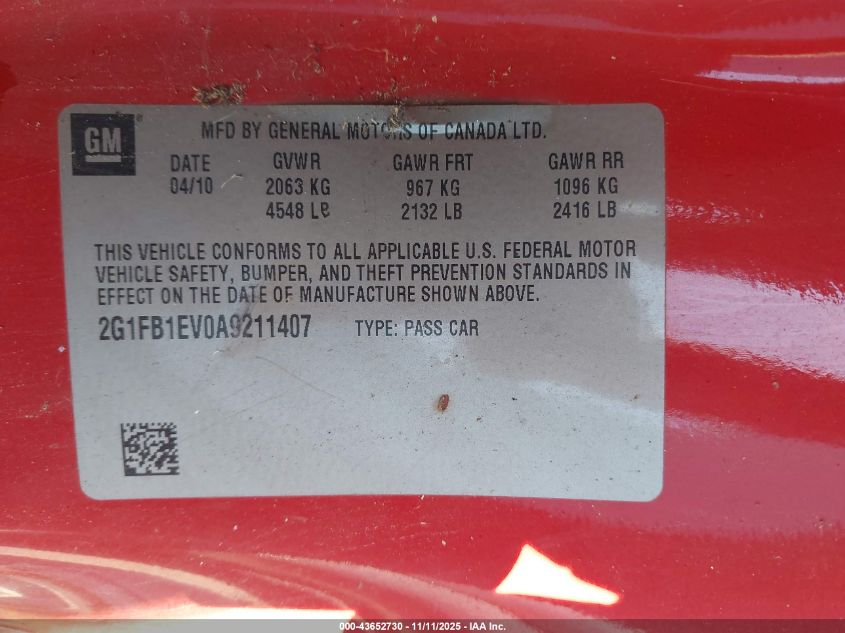 GM®
MFD BY GENERAL MOTORS OF CANADA LTD.
DATE GVWR GAWR FRT GAWR RR
04/10 2063 KG 967 KG 1096 KG
4548 LB 2132 LB 2416 LB
THIS VEHICLE CONFORMS TO ALL APPLICABLE U.S. FEDERAL MOTOR
VEHICLE SAFETY, BUMPER, AND THEFT PREVENTION STANDARDS IN
EFFECT ON THE DATE OF MANUFACTURE SHOWN ABOVE.
2G1FB1EV0A9211407 TYPE: PASS CAR
000-43652730 - 11/11/2025 - IAA Inc.